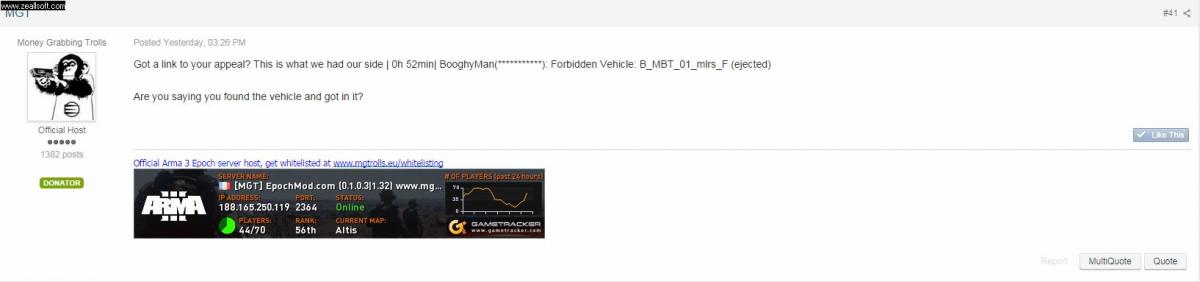 www.zeallsoft.com
MGT
#41
Money Grabbing Trolls
Official Host
1382 posts
DONATOR
Posted Yesterday, 03:26 PM
Got a link to your appeal? This is what we had our side | 0h 52min| BooghyMan(***********): Forbidden Vehicle: B_MBT_01_mlrs_F (ejected)
Are you saying you found the vehicle and got in it?
Like This
Official Arma 3 Epoch server host, get whitelisted at www.mgtrolls.eu/whitelisting
ARMA III
SERVER NAME:
[MGT] EpochMod.com (0.1.0.3|1.32) www.mg...
IP ADDRESS: PORT: STATUS:
188.165.250.119 2364 Online
PLAYERS: RANK: CURRENT MAP:
44/70 56th Altis
# OF PLAYERS (past 24 hours)
70
35
0
GAMETRACKER
www.gametracker.com
Report MultiQuote Quote